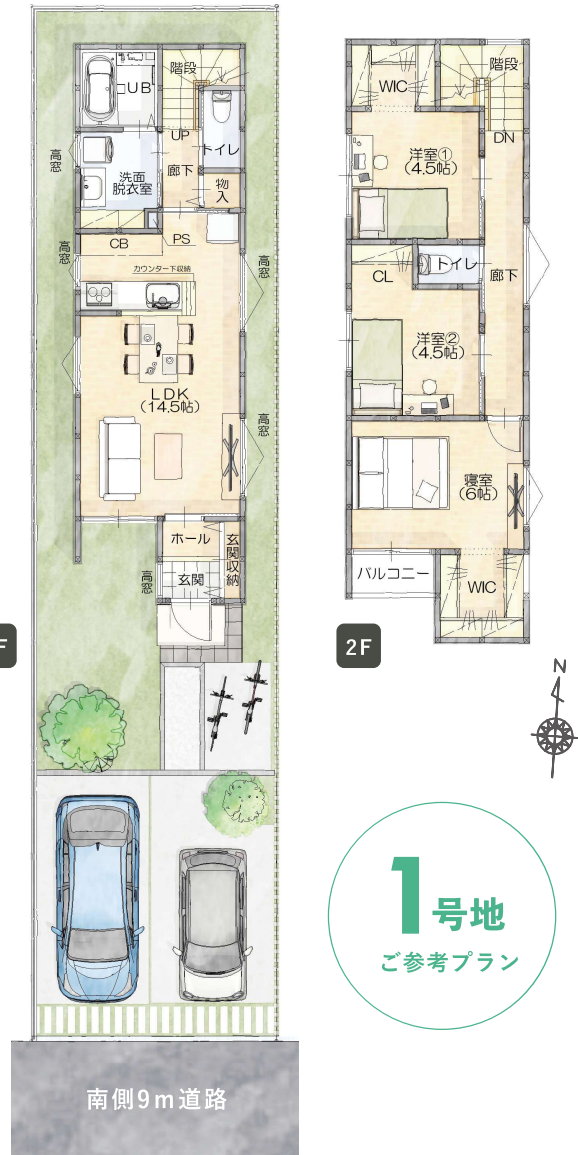 階段
UB
UP
トイレ
高窓
洗面
脱衣室
廊下
物入
CB
PS
高窓
カウンター下収納
高窓
LDK
(14.5帖)
高窓
ホール
玄関収納
高窓
玄関
F
南側9m道路
階段
WIC
DN
洋室①
(4.5帖)
トイレ
廊下
CL
洋室②
(4.5帖)
寝室
(6帖)
バルコニー
WIC
2F
N
1号地
ご参考プラン